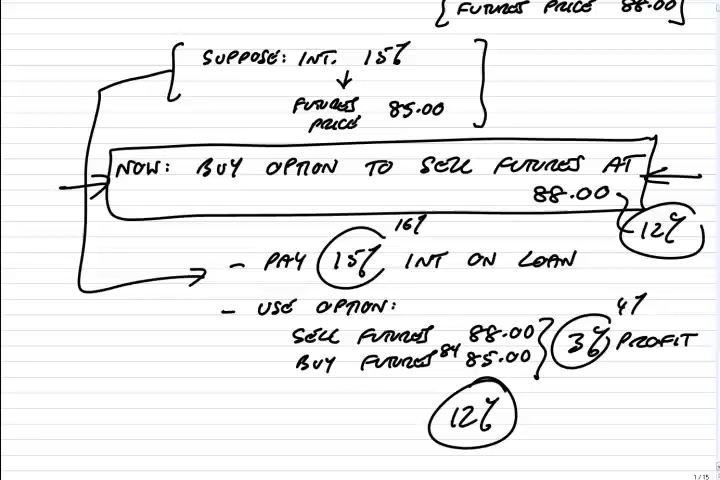 [FUTURES PRICE 88.00]
SUPPOSE: INT. 15%
FUTURES 85.00
PRICE
NOW: BUY OPTION TO SELL FUTURES AT
88.00
12%
16%
- PAY 15% INT ON LOAN
- USE OPTION:
4%
SELL FUTURES 88.00
3% PROFIT
BUY FUTURES 84 85.00
12%
1 / 15